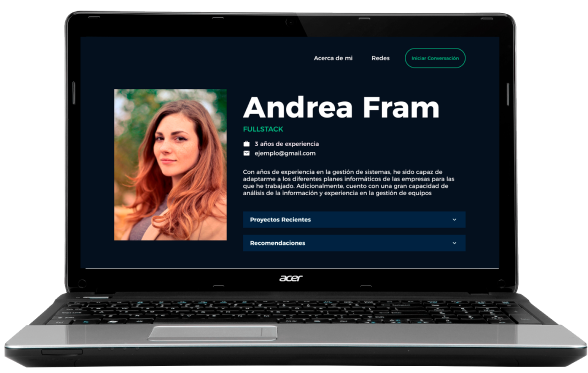 Acerca de mi
Redes
Iniciar Conversación
Andrea Fram
FULLSTACK
3 años de experiencia
ejemplo@gmail.com
Con años de experiencia en la gestión de sistemas, he sido capaz de
adaptarme a los diferentes planes informáticos de las empresas para las
que he trabajado. Adicionalmente, cuento con una gran capacidad de
análisis de la información y experiencia en la gestión de equipos
Proyectos Recientes
Recomendaciones
acer